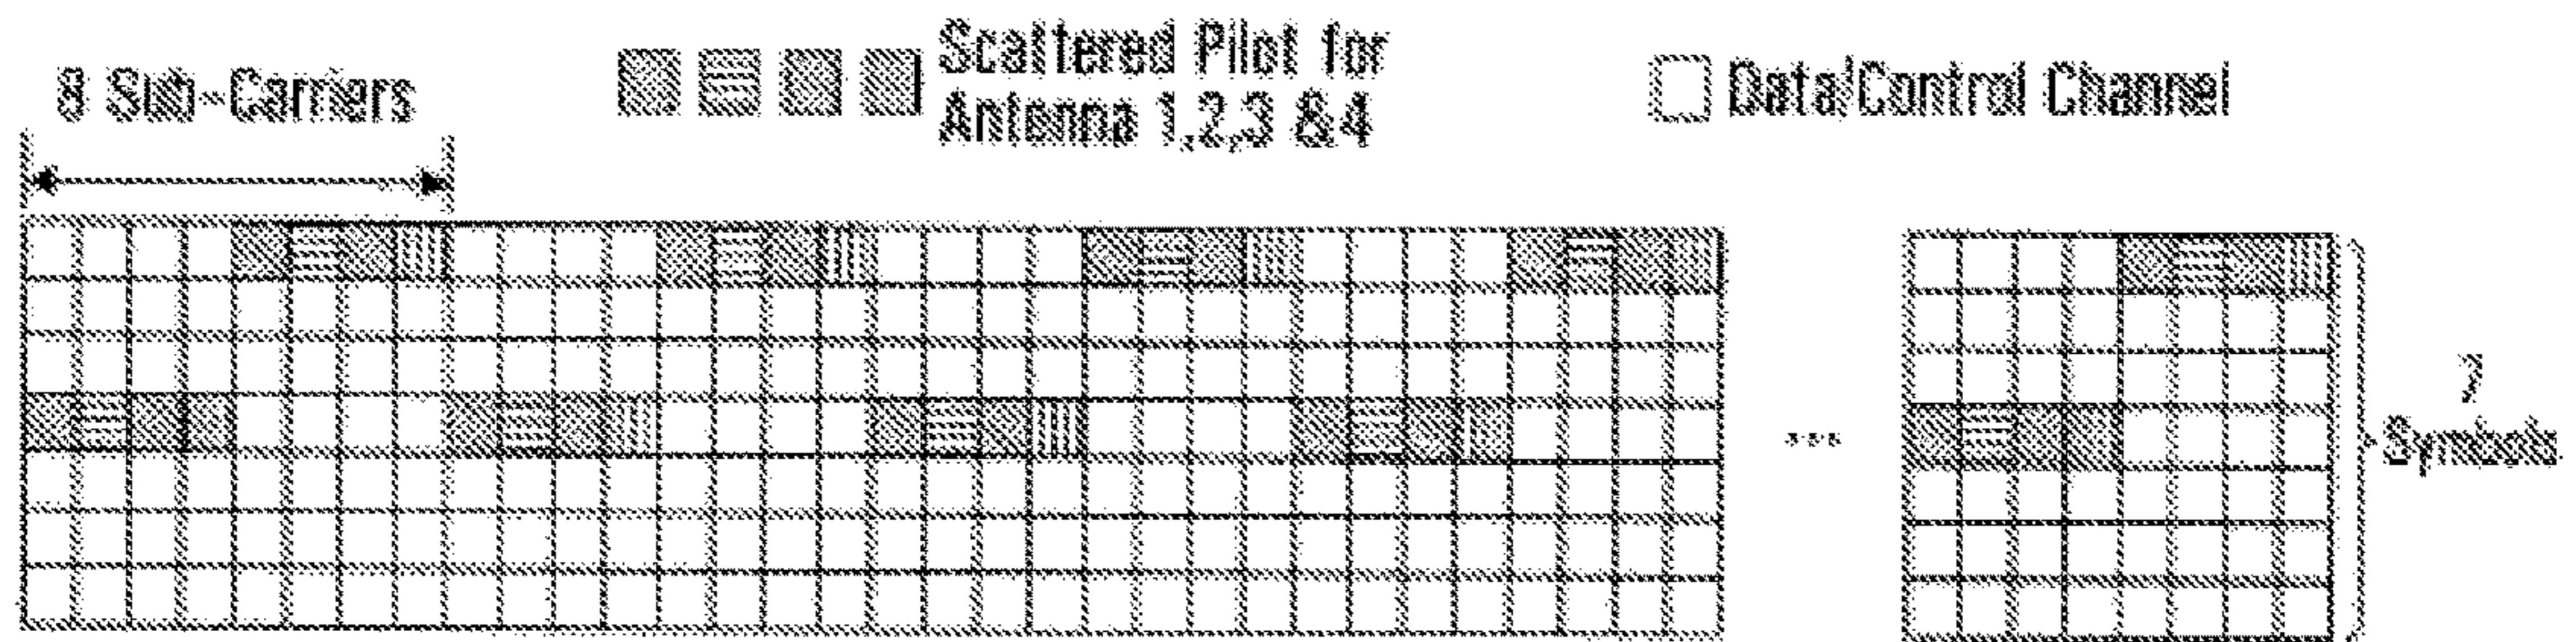 8 Sub-Carriers
Scattered Pilot for
Antenna 1,2,3 &4
Data/Control Channel
...
7
Symbols